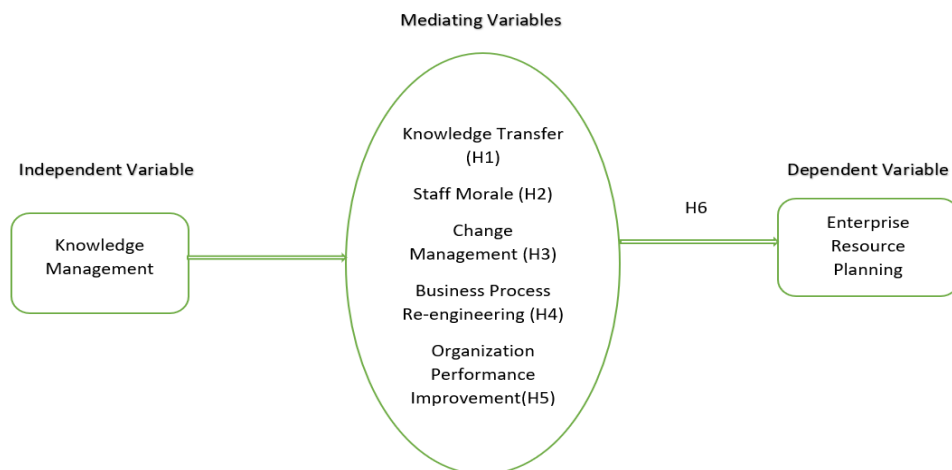 Mediating Variables
Independent Variable
Knowledge
Management
Knowledge Transfer
(H1)
Staff Morale (H2)
Change
Management (H3)
Business Process
Re-engineering (H4)
Organization
Performance
Improvement(H5)
H6
Dependent Variable
Enterprise
Resource
Planning